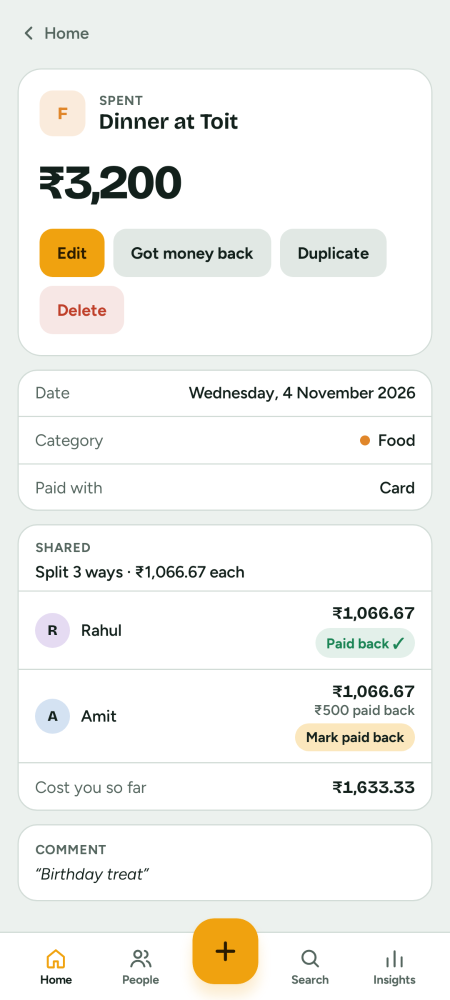 Home
F
SPENT
Dinner at Toit
₹3,200
Edit
Got money back
Duplicate
Delete
Date
Wednesday, 4 November 2026
Category
Food
Paid with
Card
SHARED
Split 3 ways · ₹1,066.67 each
R
Rahul
₹1,066.67
Paid back ✓
A
Amit
₹1,066.67
₹500 paid back
Mark paid back
Cost you so far
₹1,633.33
COMMENT
“Birthday treat”
Home
People
+
Search
Insights